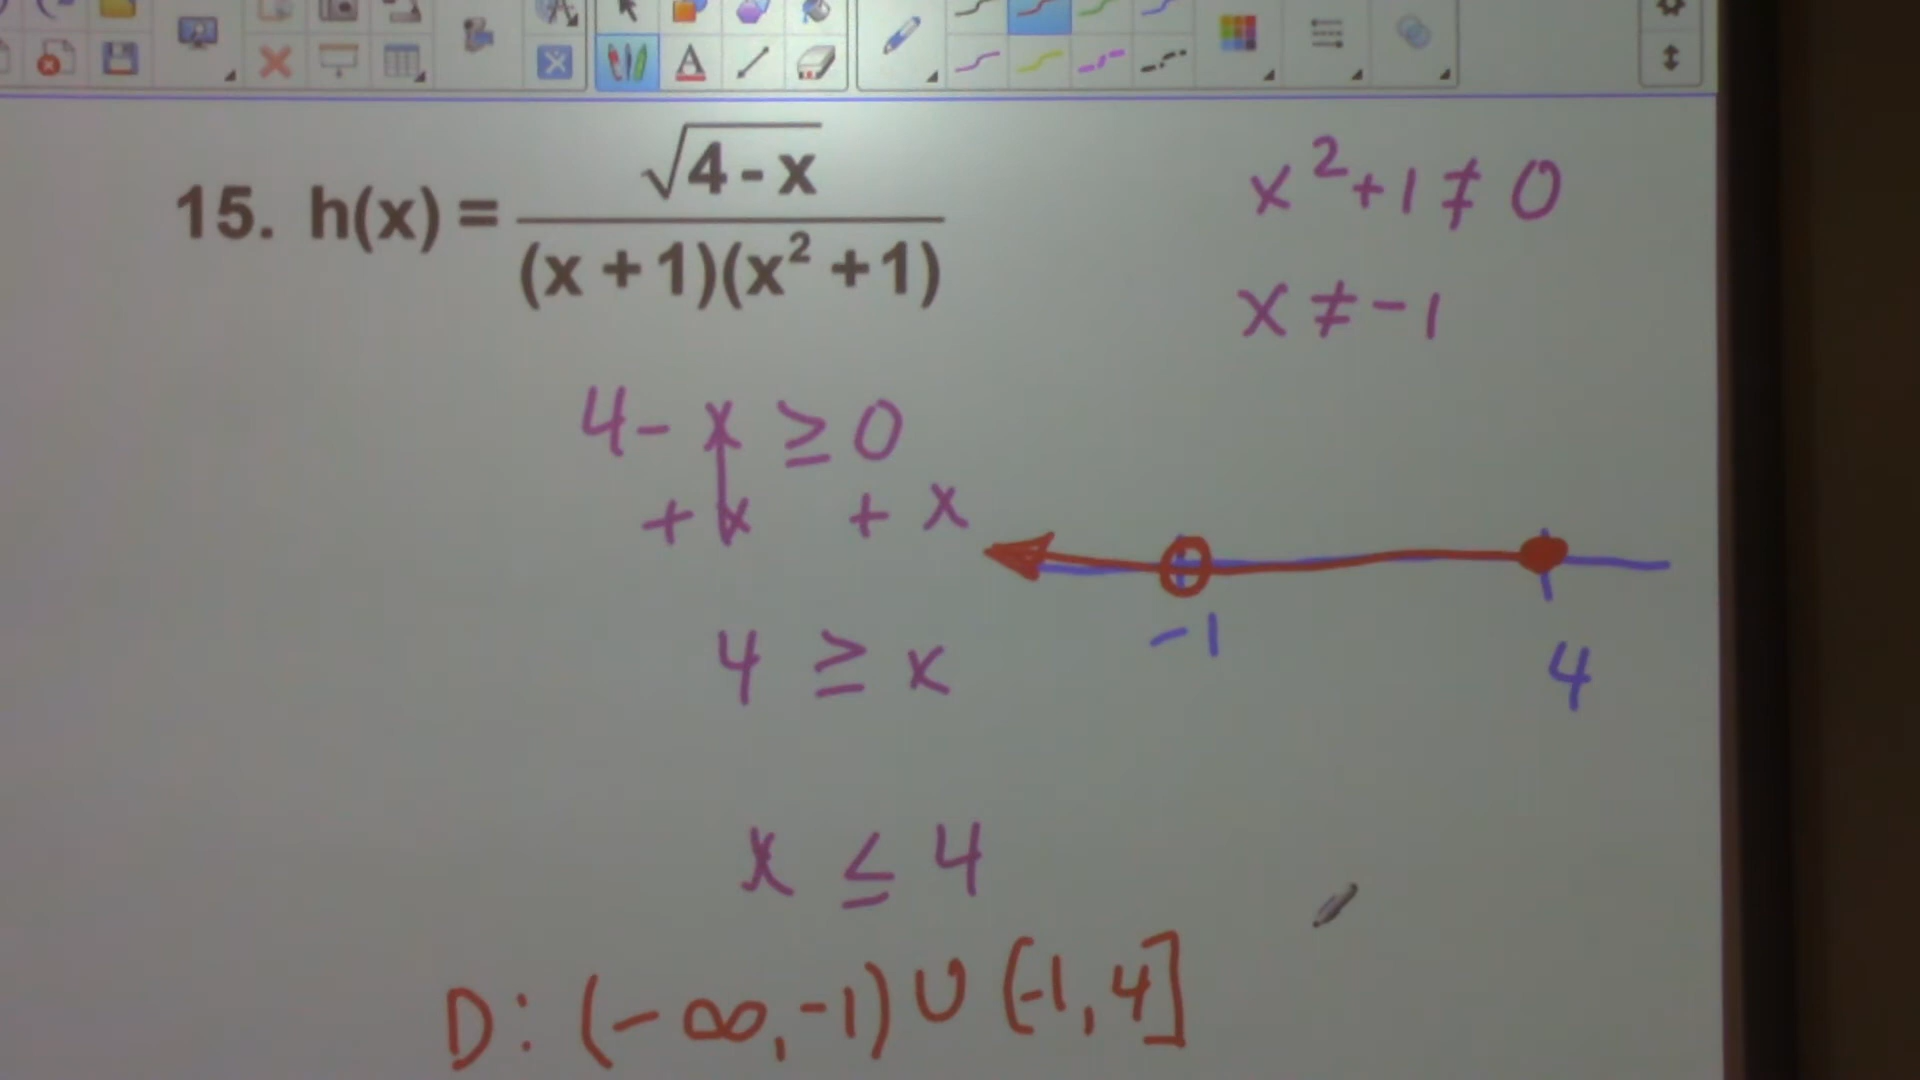 15. h(x) = √(4 - x) / (x + 1)(x² + 1)
x² + 1 ≠ 0
x ≠ -1
4 - x ≥ 0
+ x + x
4 ≥ x
-1 4
x ≤ 4
D: (-∞, -1) ∪ (-1, 4]